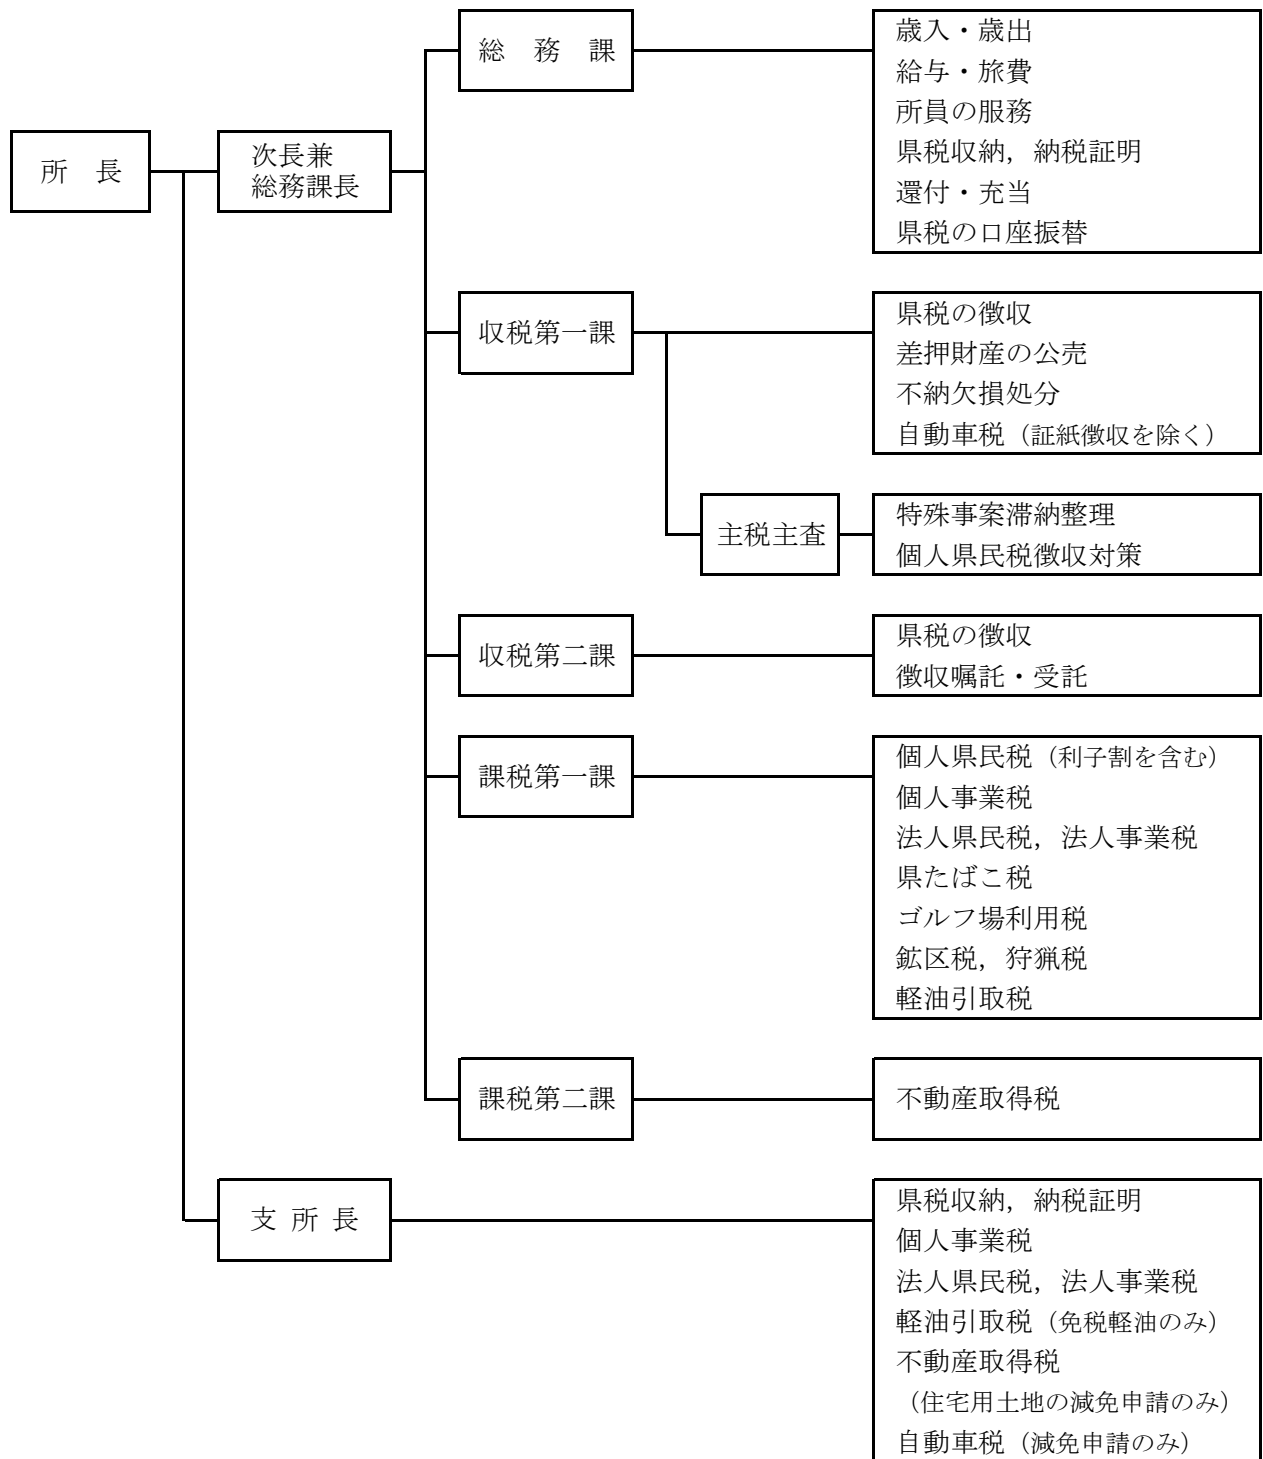 所　長
次長兼
総務課長
総　務　課
歳入・歳出
給与・旅費
所員の服務
県税収納，納税証明
還付・充当
県税の口座振替
収税第一課
県税の徴収
差押財産の公売
不納欠損処分
自動車税（証紙徴収を除く）
主税主査
特殊事案滞納整理
個人県民税徴収対策
収税第二課
県税の徴収
徴収嘱託・受託
課税第一課
個人県民税（利子割を含む）
個人事業税
法人県民税，法人事業税
県たばこ税
ゴルフ場利用税
鉱区税，狩猟税
軽油引取税
課税第二課
不動産取得税
支 所 長
県税収納，納税証明
個人事業税
法人県民税，法人事業税
軽油引取税（免税軽油のみ）
不動産取得税
（住宅用土地の減免申請のみ）
自動車税（減免申請のみ）